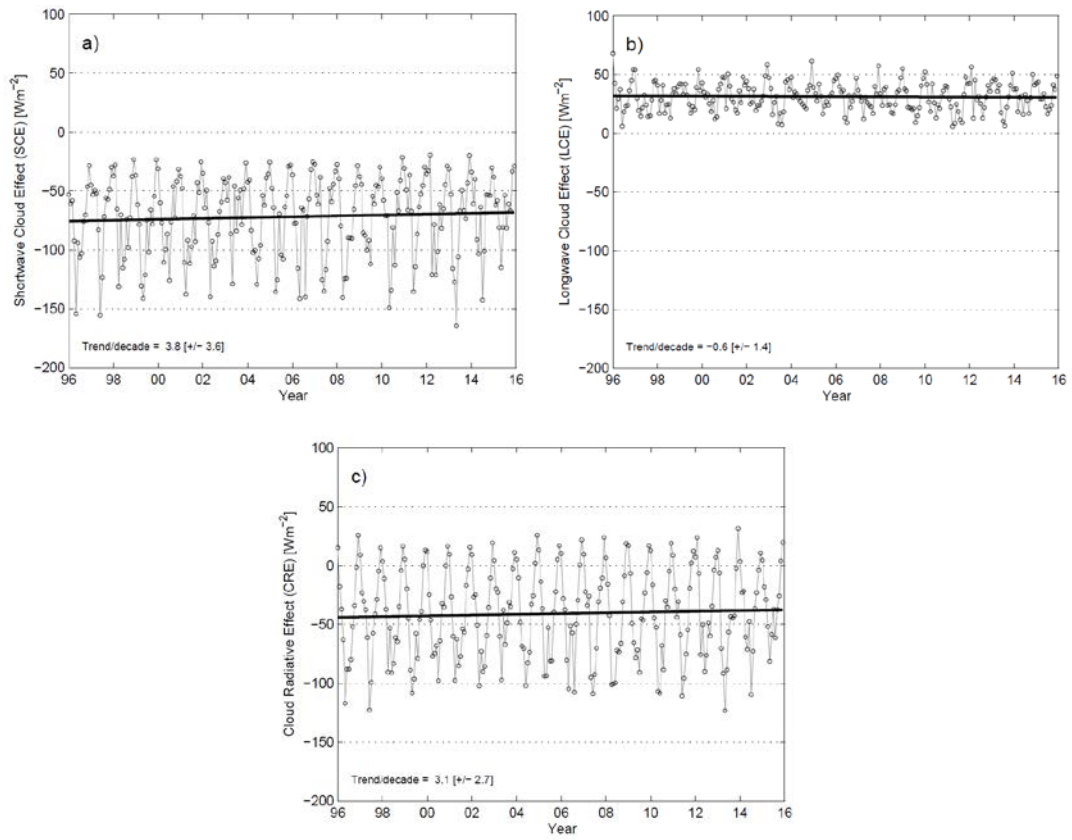 a)
Shortwave Cloud Effect (SCE) [Wm−2]
100
50
0
−50
−100
−150
−200
Trend/decade = 3.8 [+/− 3.6]
96 98 00 02 04 06 08 10 12 14 16
Year
b)
Longwave Cloud Effect (LCE) [Wm−2]
100
50
0
−50
−100
−150
−200
Trend/decade = −0.6 [+/− 1.4]
96 98 00 02 04 06 08 10 12 14 16
Year
c)
Cloud Radiative Effect (CRE) [Wm−2]
100
50
0
−50
−100
−150
−200
Trend/decade = 3.1 [+/− 2.7]
96 98 00 02 04 06 08 10 12 14 16
Year